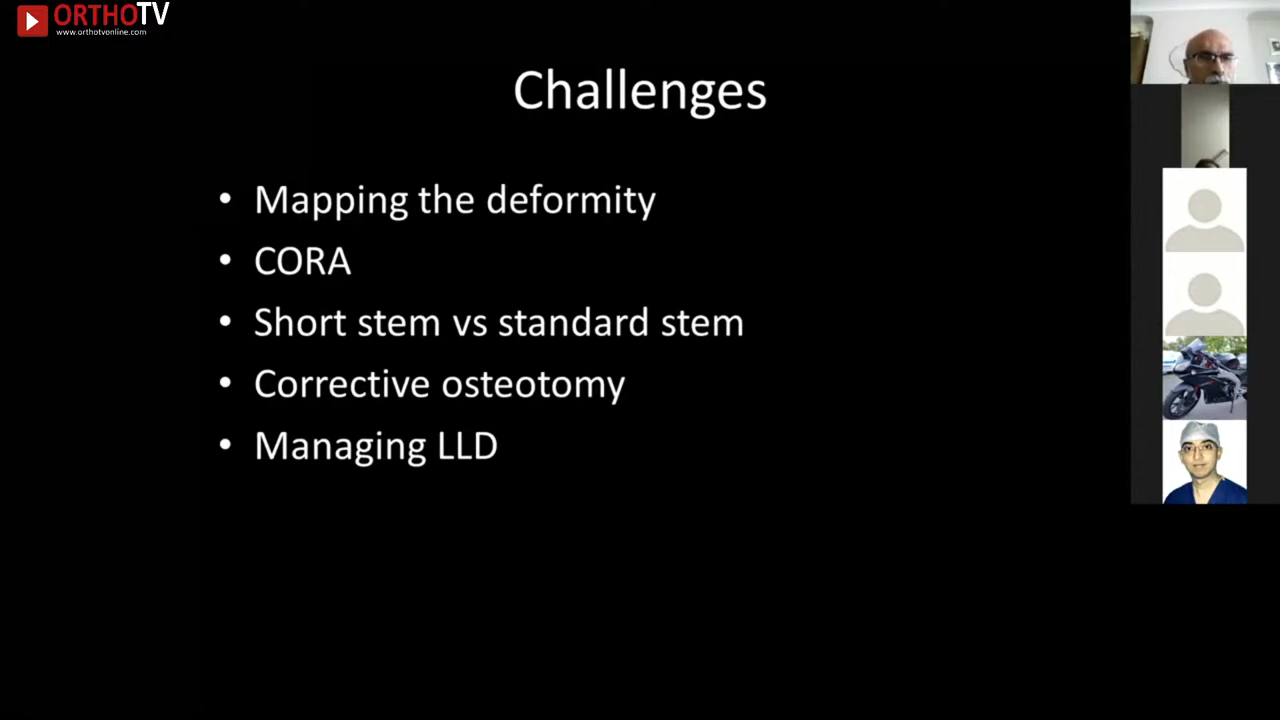 ORTHOTV
www.orthotvonline.com
Challenges
• Mapping the deformity
• CORA
• Short stem vs standard stem
• Corrective osteotomy
• Managing LLD